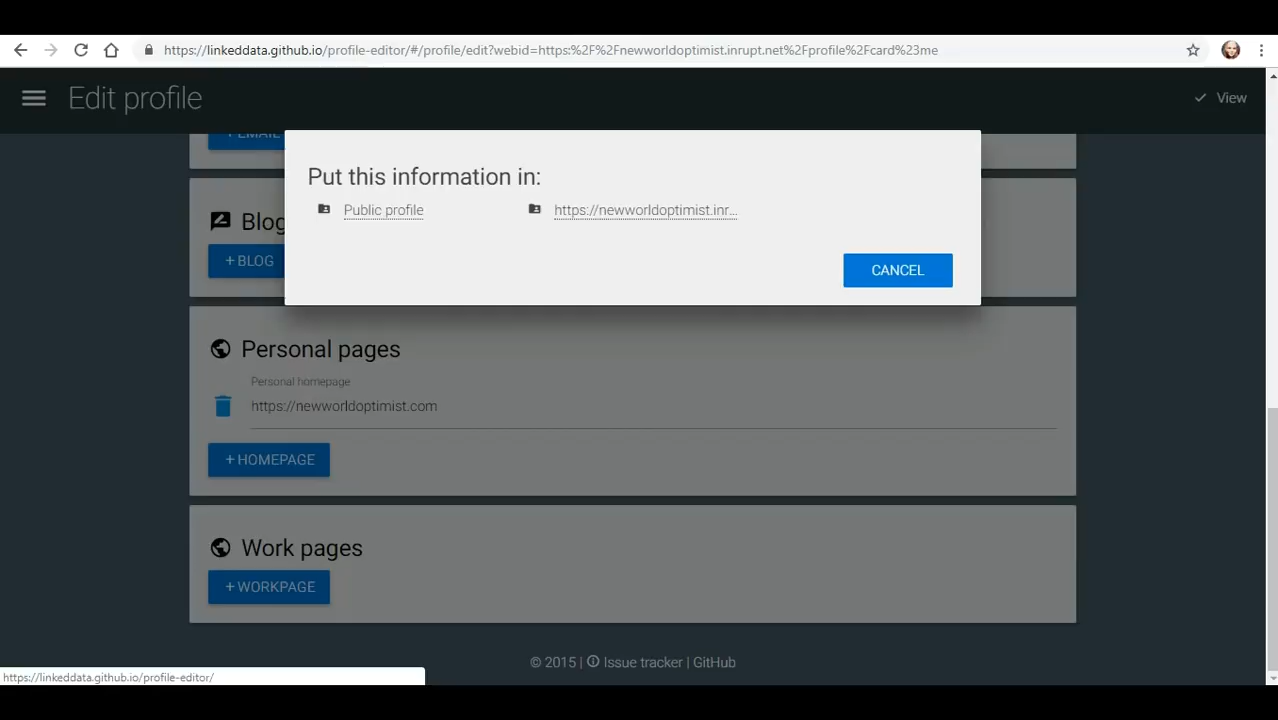 https://linkeddata.github.io/profile-editor/#/profile/edit?webid=https:%2F%2Fnewworldoptimist.inrupt.net%2Fprofile%2Fcard%23me
Edit profile
View
+ EMAIL
Put this information in:
Public profile
https://newworldoptimist.inr...
Blog
+ BLOG
CANCEL
Personal pages
Personal homepage
https://newworldoptimist.com
+ HOMEPAGE
Work pages
+ WORKPAGE
© 2015 | Issue tracker | GitHub
https://linkeddata.github.io/profile-editor/